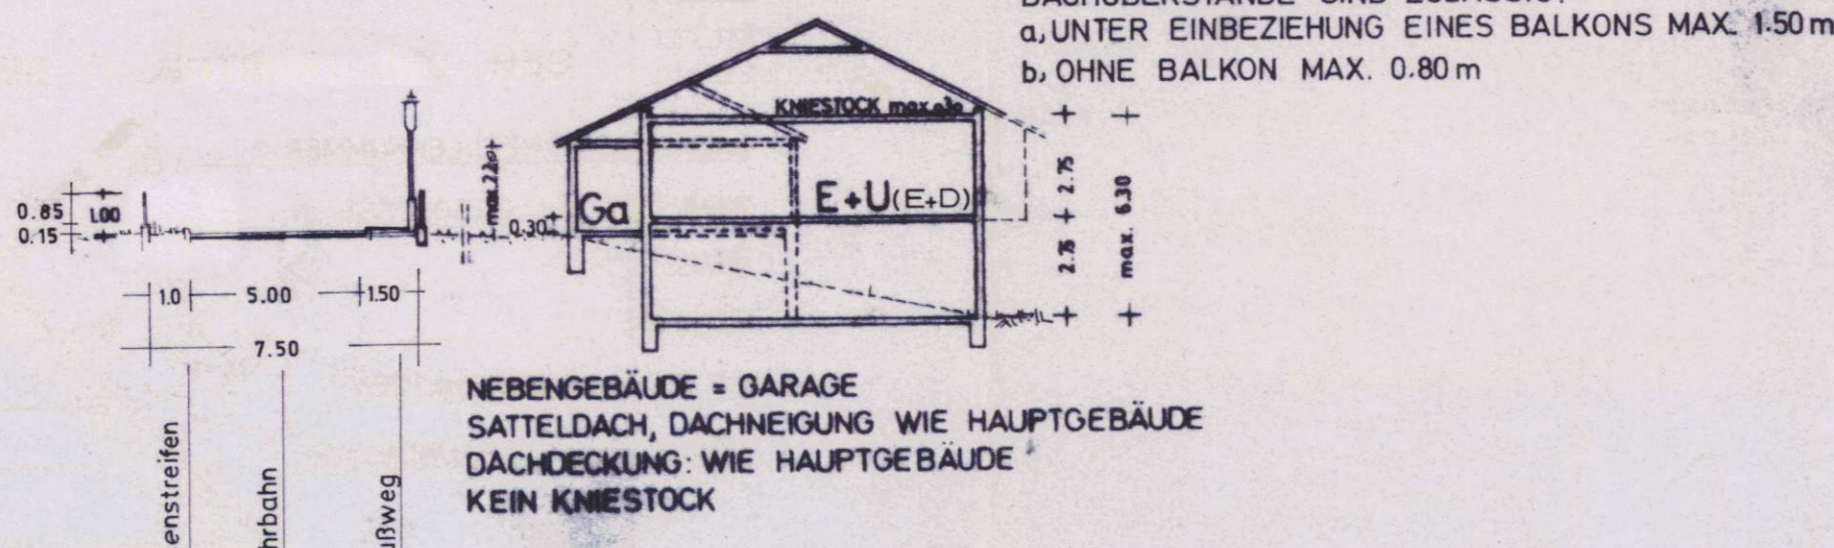 DACHÜBERSTÄNDE SIND ZULÄSSIG:
a, UNTER EINBEZIEHUNG EINES BALKONS MAX. 1.50 m
b, OHNE BALKON MAX. 0.80 m
KNIESTOCK max. 0.30
max. 2.20
0.85
1.00
0.15
0.30
Ga
E+U (E+D)
2.75
2.75
max. 6.30
1.0
5.00
1.50
7.50
NEBENGEBÄUDE = GARAGE
SATTELDACH, DACHNEIGUNG WIE HAUPTGEBÄUDE
DACHDECKUNG: WIE HAUPTGEBÄUDE
KEIN KNIESTOCK
enstreifen
hrbahn
ußweg